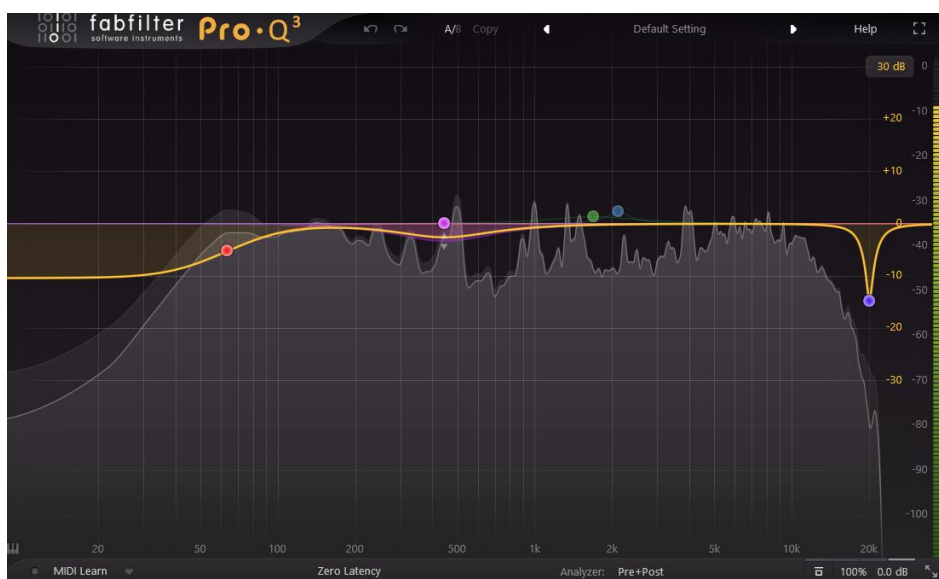 fabfilter
software instruments
Pro·Q³
A/B Copy
Default Setting
Help
30 dB
0
+20
-10
-20
+10
-30
0
-40
-10
-50
-20
-60
-30
-70
-80
-90
-100
20 50 100 200 500 1k 2k 5k 10k 20k
MIDI Learn
Zero Latency
Analyzer: Pre+Post
100% 0.0 dB